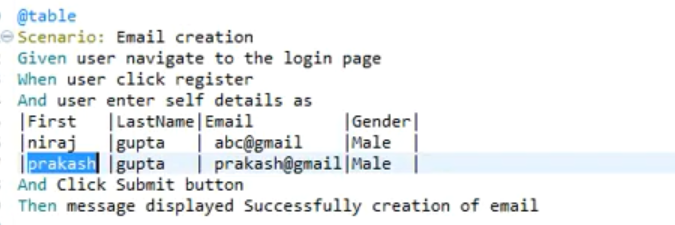 @table
Scenario: Email creation
Given user navigate to the login page
When user click register
And user enter self details as
|First   |LastName|Email         |Gender|
|niraj   |gupta   | abc@gmail    |Male  |
|prakash |gupta   | prakash@gmail|Male  |
And Click Submit button
Then message displayed Successfully creation of email